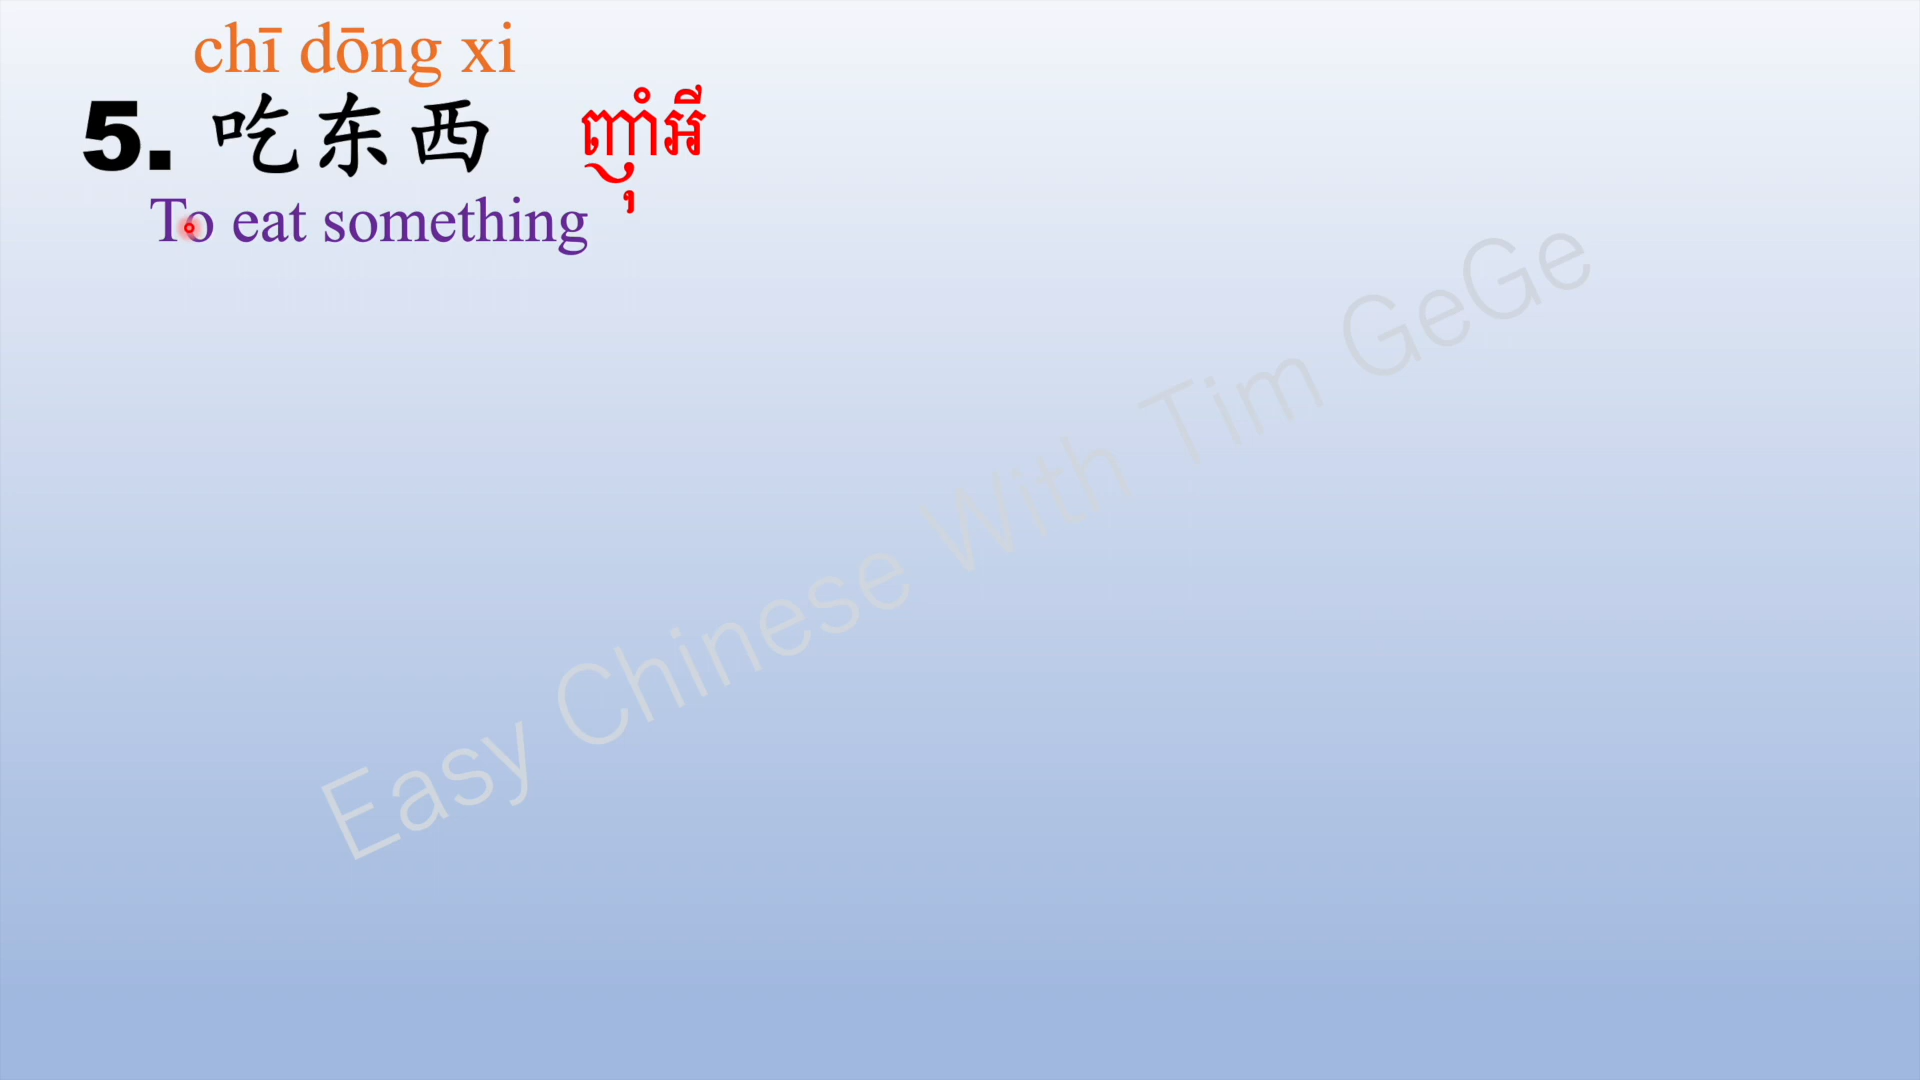 chī dōng xi
5. 吃东西 ញ៉ាំអី
To eat something
Easy Chinese With Tim GeGe